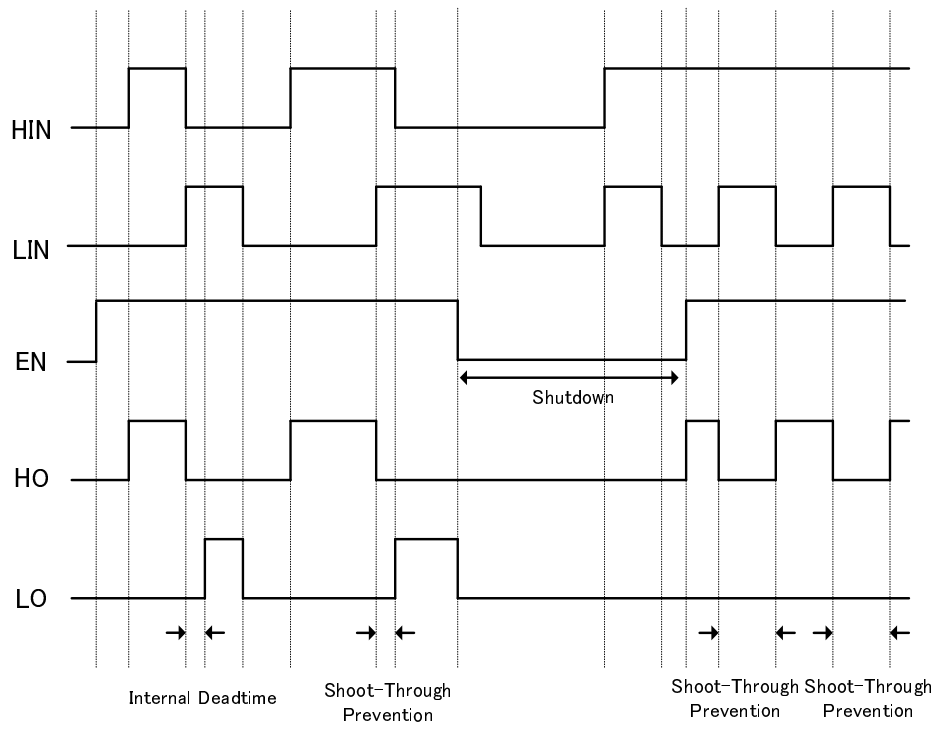 HIN
LIN
EN
Shutdown
HO
LO
Internal Deadtime
Shoot-Through
Prevention
Shoot-Through
Prevention
Shoot-Through
Prevention